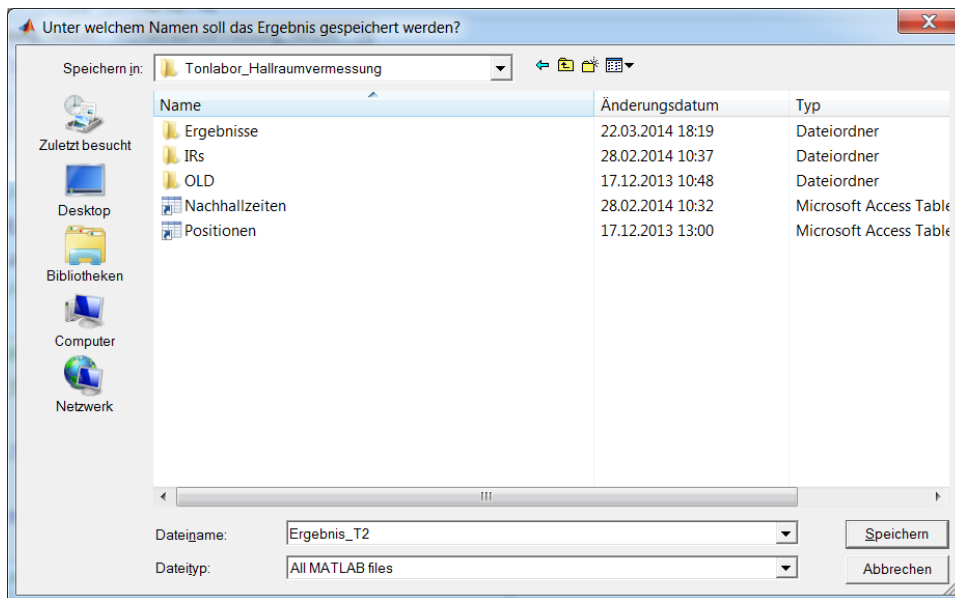 Unter welchem Namen soll das Ergebnis gespeichert werden?
Speichern in: Tonlabor_Hallraumvermessung
Zuletzt besucht
Desktop
Bibliotheken
Computer
Netzwerk
Name Änderungsdatum Typ
Ergebnisse 22.03.2014 18:19 Dateiordner
IRs 28.02.2014 10:37 Dateiordner
OLD 17.12.2013 10:48 Dateiordner
Nachhallzeiten 28.02.2014 10:32 Microsoft Access Table
Positionen 17.12.2013 13:00 Microsoft Access Table
Dateiname: Ergebnis_T2 Speichern
Dateityp: All MATLAB files Abbrechen